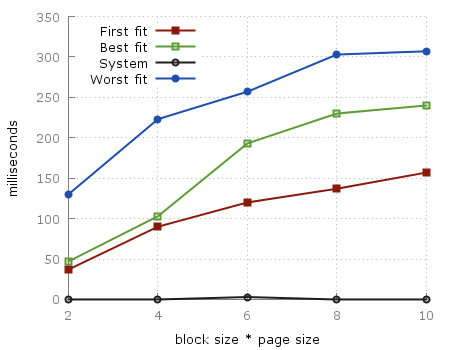 350
300
250
200
150
100
50
0
milliseconds
First fit
Best fit
System
Worst fit
2 4 6 8 10
block size * page size